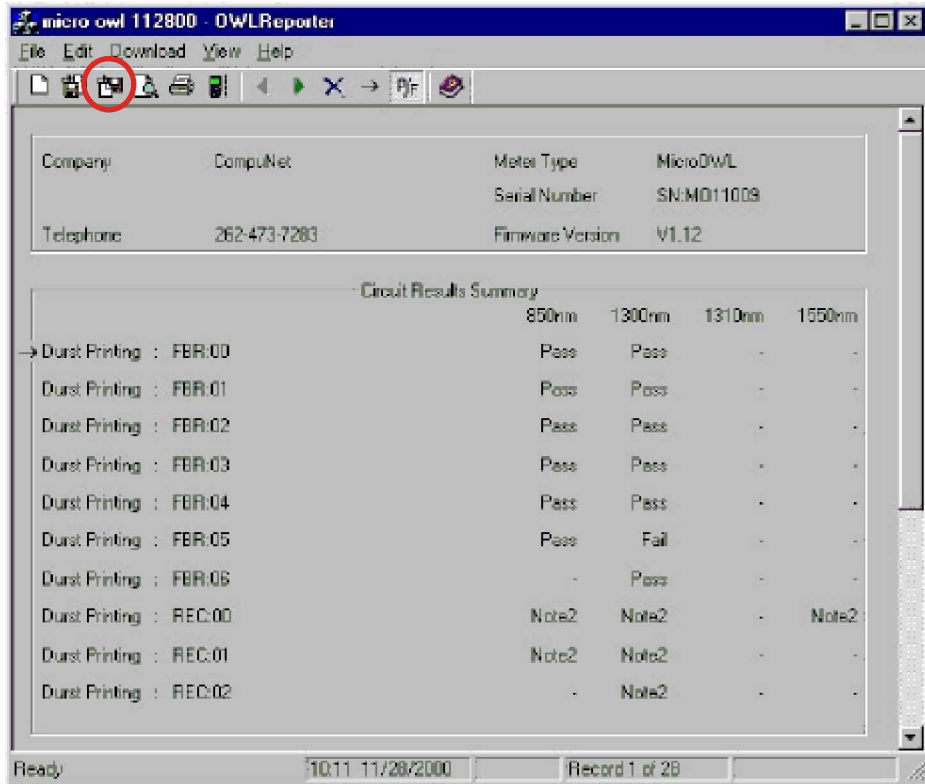 micro owl 112800 - OWLReporter
File Edit Download View Help
P/F
Company CompuNet Meter Type MicroOWL
Serial Number SN:MO11009
Telephone 262-473-7283 Firmware Version V1.12
Circuit Results Summary
850nm 1300nm 1310nm 1550nm
Durst Printing : FBR:00 Pass Pass - -
Durst Printing : FBR:01 Pass Pass - -
Durst Printing : FBR:02 Pass Pass - -
Durst Printing : FBR:03 Pass Pass - -
Durst Printing : FBR:04 Pass Pass - -
Durst Printing : FBR:05 Pass Fail - -
Durst Printing : FBR:06 - Pass - -
Durst Printing : REC:00 Note2 Note2 - Note2
Durst Printing : REC:01 Note2 Note2 - -
Durst Printing : REC:02 - Note2 - -
Ready 10:11 11/28/2000 Record 1 of 28